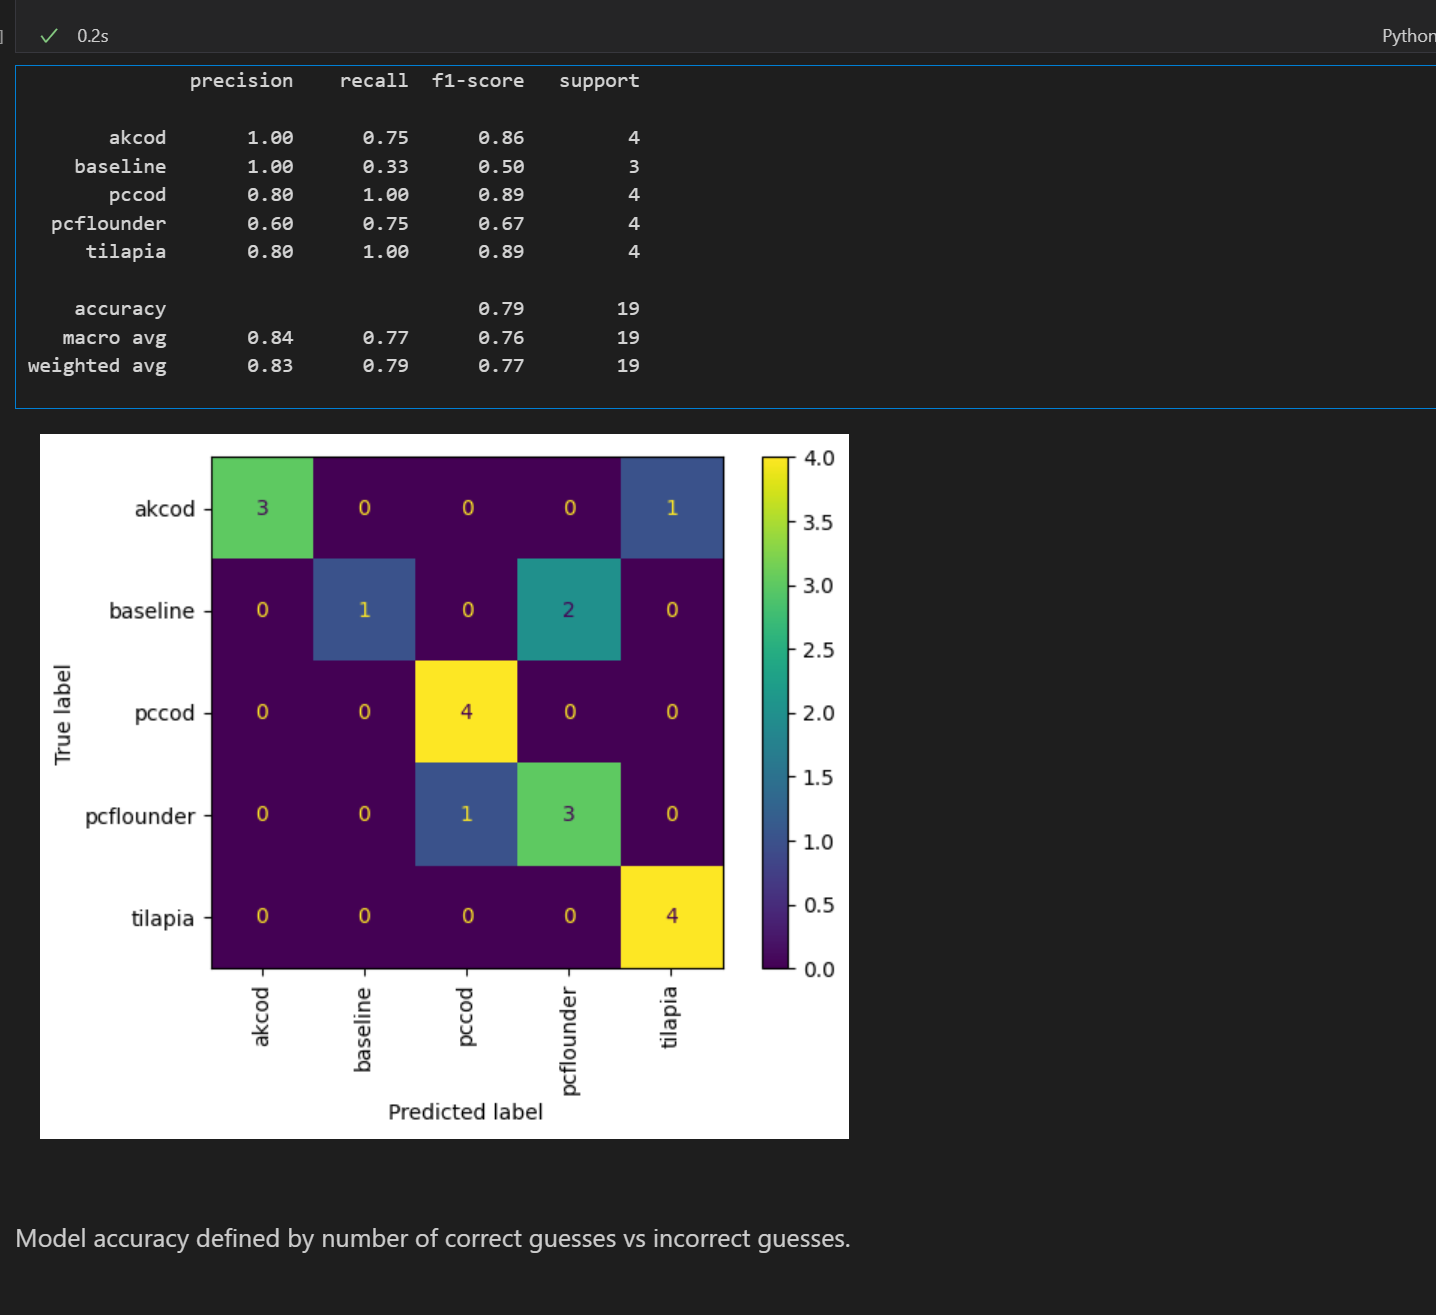 ] ✓ 0.2s Python
precision recall f1-score support
akcod 1.00 0.75 0.86 4
baseline 1.00 0.33 0.50 3
pccod 0.80 1.00 0.89 4
pcflounder 0.60 0.75 0.67 4
tilapia 0.80 1.00 0.89 4
accuracy 0.79 19
macro avg 0.84 0.77 0.76 19
weighted avg 0.83 0.79 0.77 19
True label
akcod 3 0 0 0 1
baseline 0 1 0 2 0
pccod 0 0 4 0 0
pcflounder 0 0 1 3 0
tilapia 0 0 0 0 4
akcod baseline pccod pcflounder tilapia
Predicted label
4.0
3.5
3.0
2.5
2.0
1.5
1.0
0.5
0.0
Model accuracy defined by number of correct guesses vs incorrect guesses.